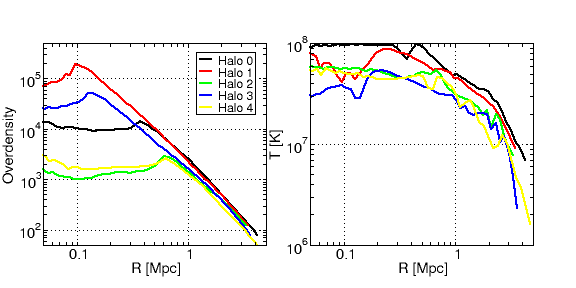 Overdensity
10^5
10^4
10^3
10^2
0.1 1
R [Mpc]
Halo 0
Halo 1
Halo 2
Halo 3
Halo 4
T [K]
10^8
10^7
10^6
0.1 1
R [Mpc]